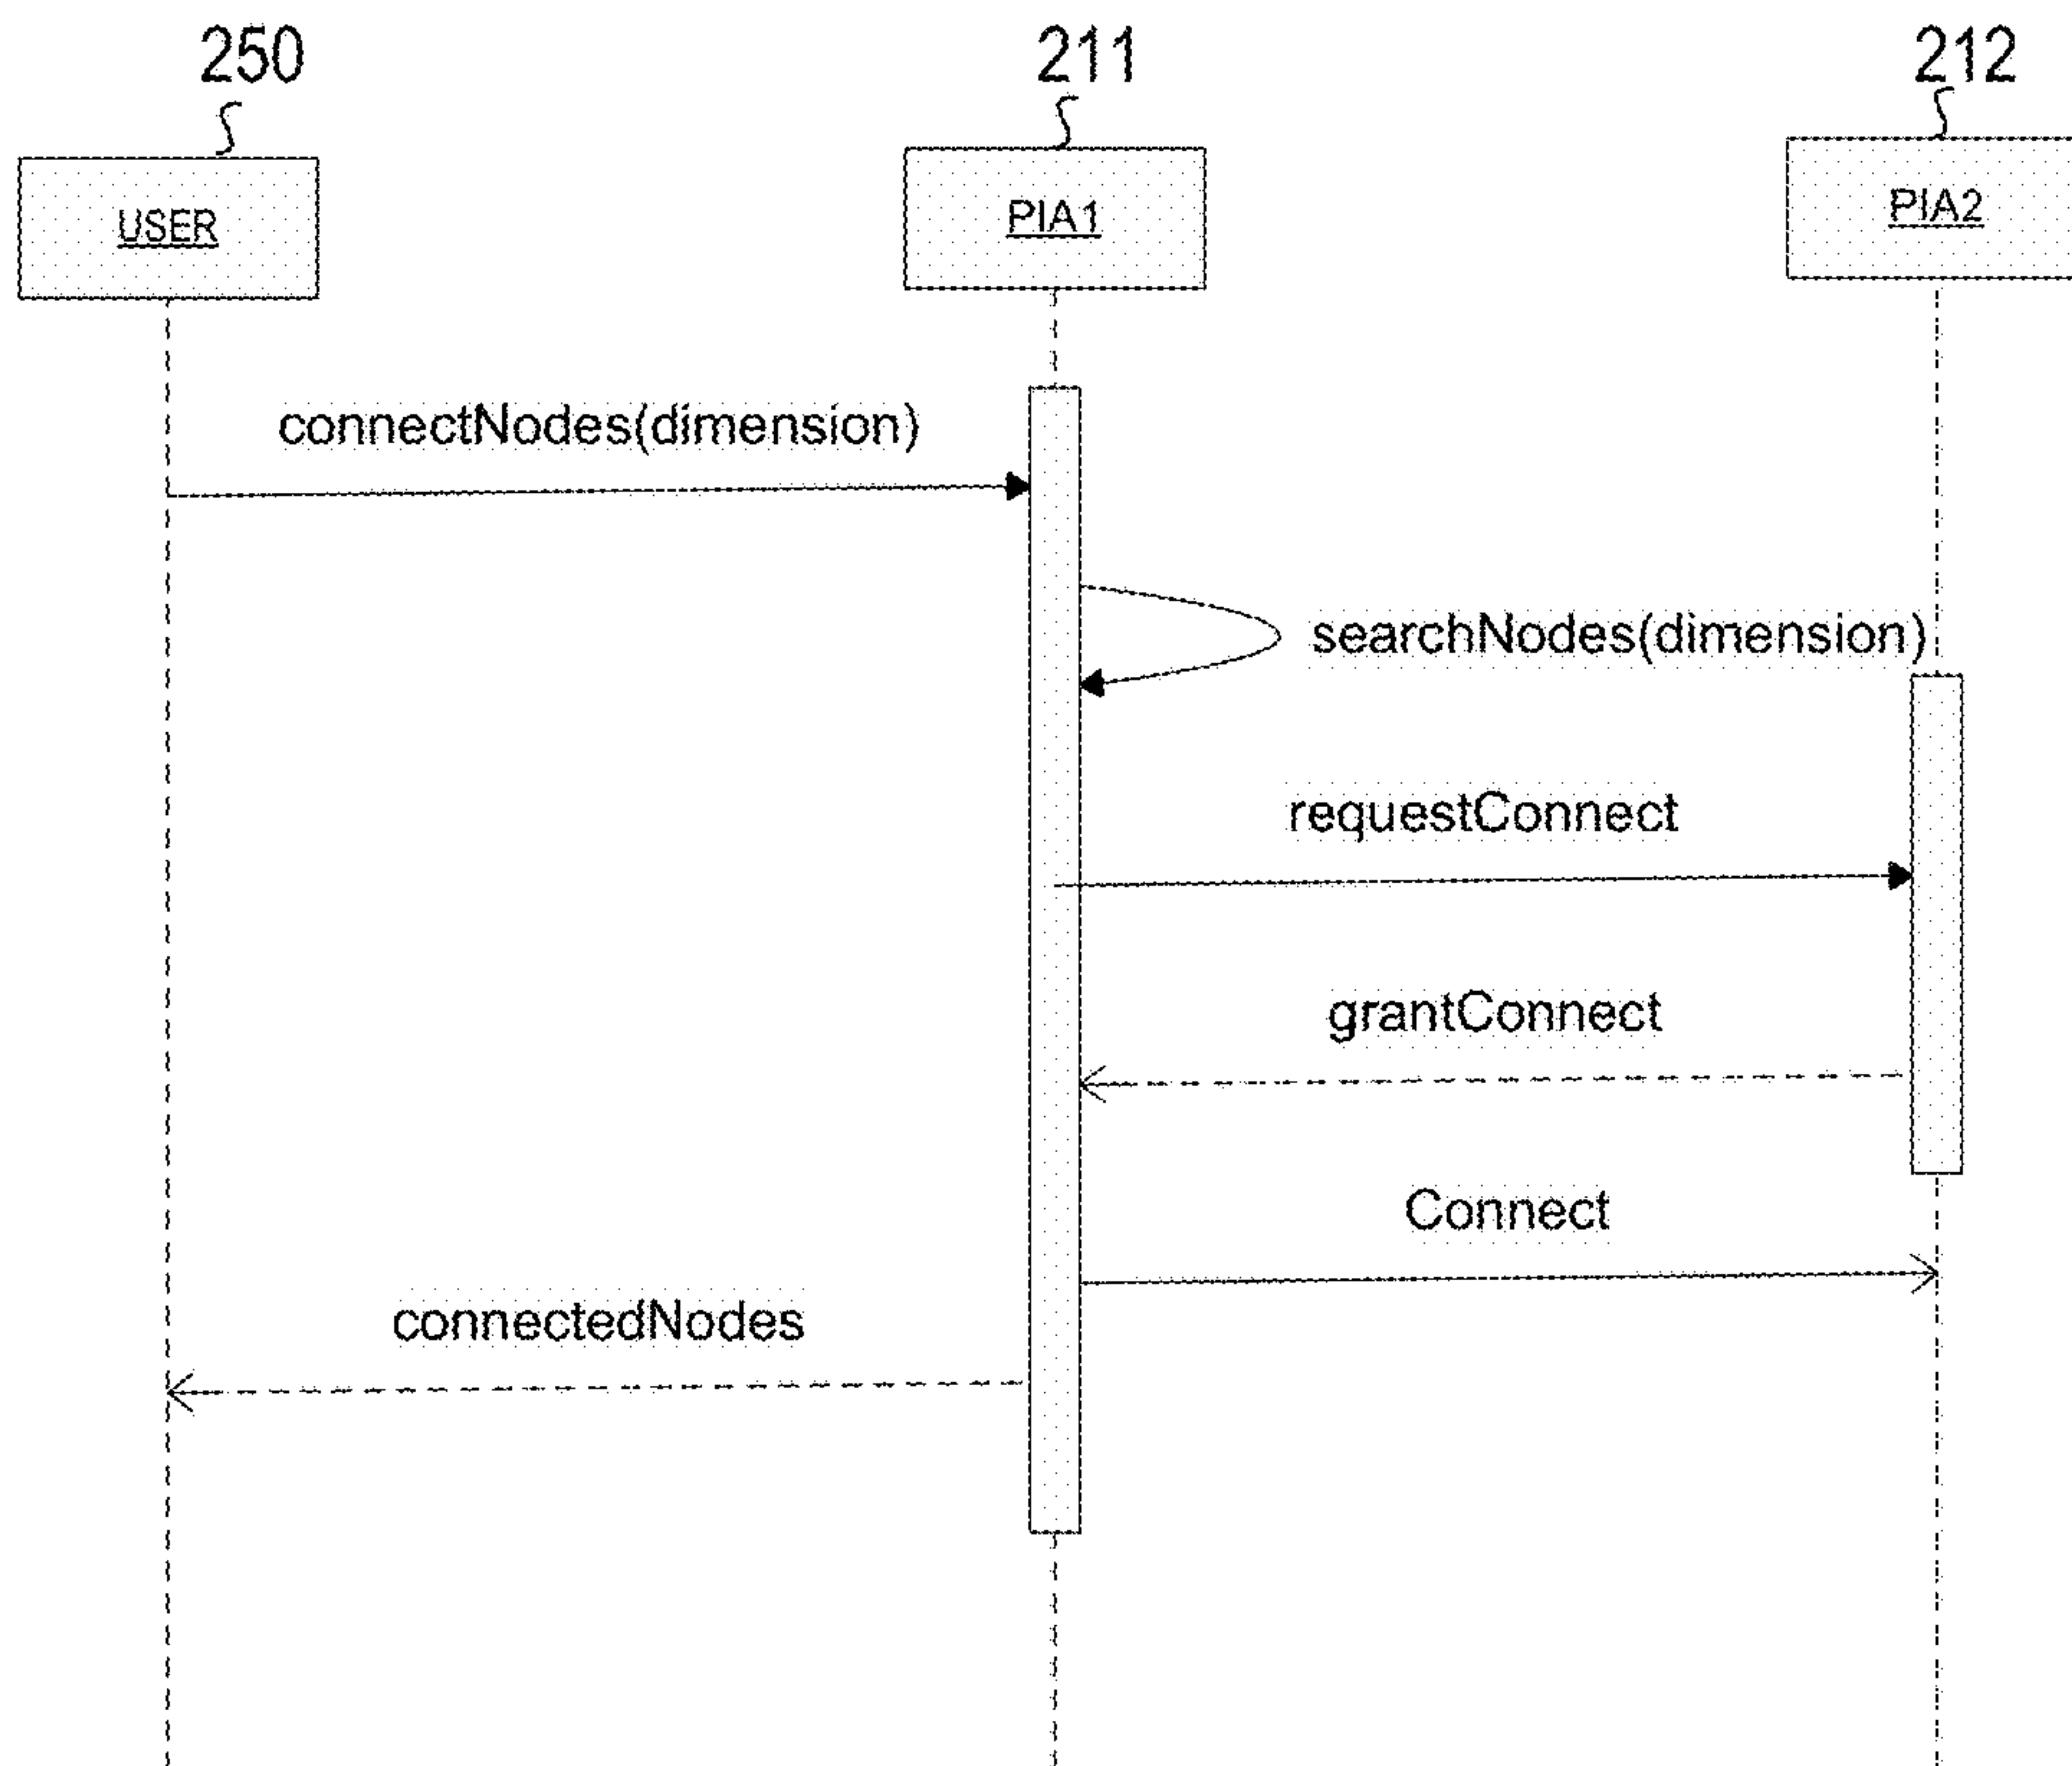 250
211
212
USER
PIA1
PIA2
connectNodes(dimension)
searchNodes(dimension)
requestConnect
grantConnect
Connect
connectedNodes